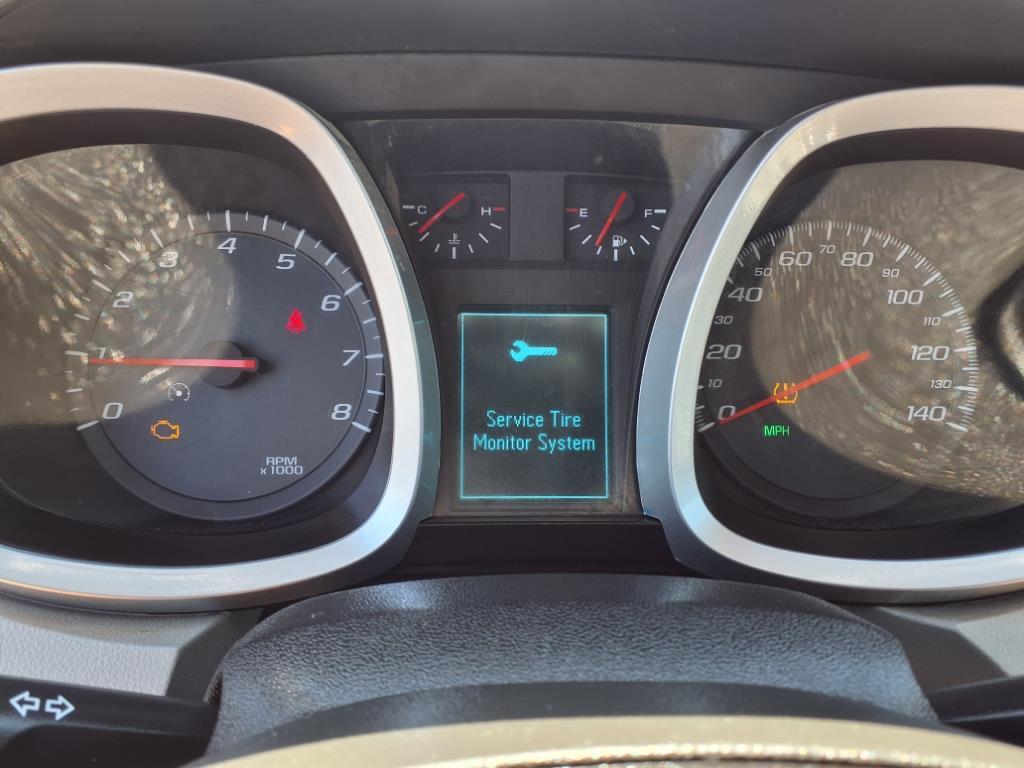 C H
E F
0 1 2 3 4 5 6 7 8
RPM
x 1000
Service Tire
Monitor System
0 10 20 30 40 50 60 70 80 90 100 110 120 130 140
MPH